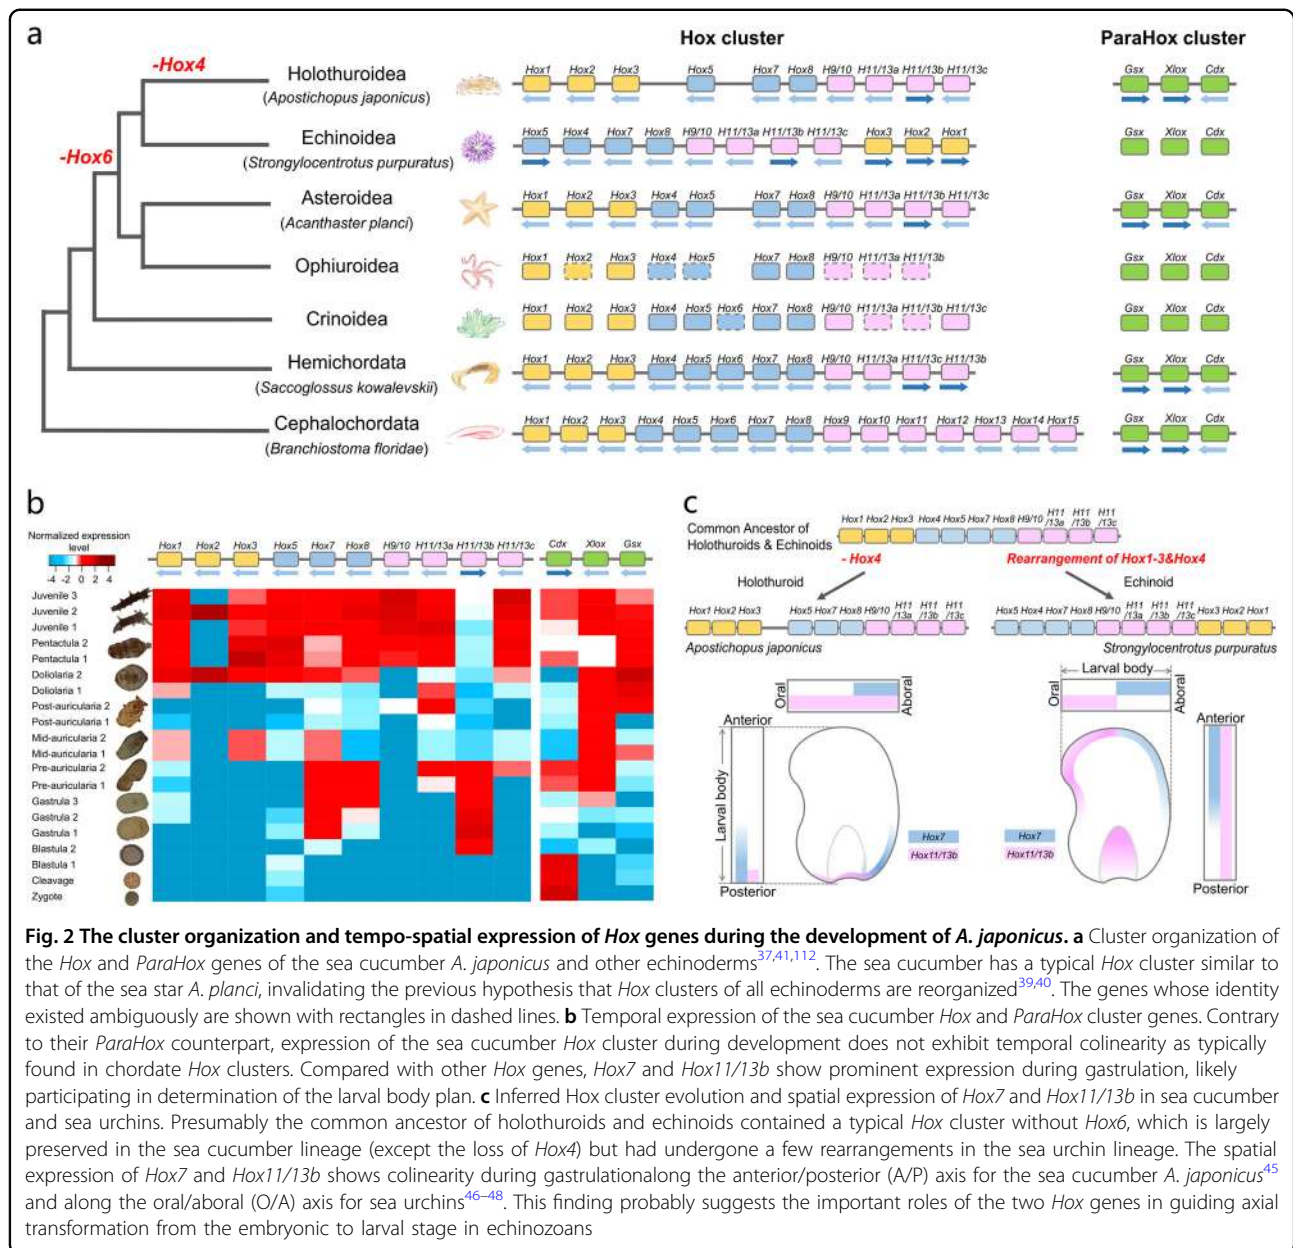 a
Hox cluster
ParaHox cluster
-Hox4
-Hox6
Holothuroidea
(Apostichopus japonicus)
Hox1 Hox2 Hox3 Hox5 Hox7 Hox8 H9/10 H11/13a H11/13b H11/13c
Gsx Xlox Cdx
Echinoidea
(Strongylocentrotus purpuratus)
Hox5 Hox4 Hox7 Hox8 H9/10 H11/13a H11/13b H11/13c Hox3 Hox2 Hox1
Gsx Xlox Cdx
Asteroidea
(Acanthaster planci)
Hox1 Hox2 Hox3 Hox4 Hox5 Hox7 Hox8 H9/10 H11/13a H11/13b H11/13c
Gsx Xlox Cdx
Ophiuroidea
Hox1 Hox2 Hox3 Hox4 Hox5 Hox7 Hox8 H9/10 H11/13a H11/13b
Gsx Xlox Cdx
Crinoidea
Hox1 Hox2 Hox3 Hox4 Hox5 Hox6 Hox7 Hox8 H9/10 H11/13a H11/13b H11/13c
Gsx Xlox Cdx
Hemichordata
(Saccoglossus kowalevskii)
Hox1 Hox2 Hox3 Hox4 Hox5 Hox6 Hox7 Hox8 H9/10 H11/13a H11/13c H11/13b
Gsx Xlox Cdx
Cephalochordata
(Branchiostoma floridae)
Hox1 Hox2 Hox3 Hox4 Hox5 Hox6 Hox7 Hox8 Hox9 Hox10 Hox11 Hox12 Hox13 Hox14 Hox15
Gsx Xlox Cdx
b
Normalized expression
level
-4 -2 0 2 4
Hox1 Hox2 Hox3 Hox5 Hox7 Hox8 H9/10 H11/13a H11/13b H11/13c
Cdx Xlox Gsx
Juvenile 3
Juvenile 2
Juvenile 1
Pentactula 2
Pentactula 1
Doliolaria 2
Doliolaria 1
Post-auricularia 2
Post-auricularia 1
Mid-auricularia 2
Mid-auricularia 1
Pre-auricularia 2
Pre-auricularia 1
Gastrula 3
Gastrula 2
Gastrula 1
Blastula 2
Blastula 1
Cleavage
Zygote
c
Common Ancestor of
Holothuroids & Echinoids
Hox1 Hox2 Hox3 Hox4 Hox5 Hox7 Hox8 H9/10 H11/13a H11/13b H11/13c
- Hox4
Rearrangement of Hox1-3&Hox4
Holothuroid
Echinoid
Hox1 Hox2 Hox3 Hox5 Hox7 Hox8 H9/10 H11/13a H11/13b H11/13c
Hox5 Hox4 Hox7 Hox8 H9/10 H11/13a H11/13b H11/13c Hox3 Hox2 Hox1
Apostichopus japonicus
Strongylocentrotus purpuratus
Oral
Aboral
Anterior
Larval body
Posterior
Hox7
Hox11/13b
Larval body
Oral
Aboral
Anterior
Hox7
Hox11/13b
Posterior
Fig. 2 The cluster organization and tempo-spatial expression of Hox genes during the development of A. japonicus. a Cluster organization of
the Hox and ParaHox genes of the sea cucumber A. japonicus and other echinoderms37,41,112. The sea cucumber has a typical Hox cluster similar to
that of the sea star A. planci, invalidating the previous hypothesis that Hox clusters of all echinoderms are reorganized39,40. The genes whose identity
existed ambiguously are shown with rectangles in dashed lines. b Temporal expression of the sea cucumber Hox and ParaHox cluster genes. Contrary
to their ParaHox counterpart, expression of the sea cucumber Hox cluster during development does not exhibit temporal colinearity as typically
found in chordate Hox clusters. Compared with other Hox genes, Hox7 and Hox11/13b show prominent expression during gastrulation, likely
participating in determination of the larval body plan. c Inferred Hox cluster evolution and spatial expression of Hox7 and Hox11/13b in sea cucumber
and sea urchins. Presumably the common ancestor of holothuroids and echinoids contained a typical Hox cluster without Hox6, which is largely
preserved in the sea cucumber lineage (except the loss of Hox4) but had undergone a few rearrangements in the sea urchin lineage. The spatial
expression of Hox7 and Hox11/13b shows colinearity during gastrulationalong the anterior/posterior (A/P) axis for the sea cucumber A. japonicus45
and along the oral/aboral (O/A) axis for sea urchins46–48. This finding probably suggests the important roles of the two Hox genes in guiding axial
transformation from the embryonic to larval stage in echinozoans